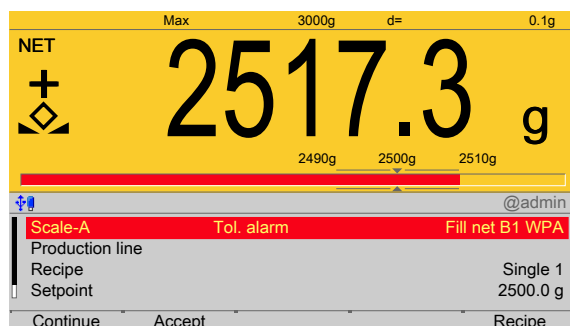 Max 3000g d= 0.1g
NET
2517.3 g
2490g 2500g 2510g
@admin
Scale-A Tol. alarm Fill net B1 WPA
Production line
Recipe Single 1
Setpoint 2500.0 g
Continue Accept Recipe